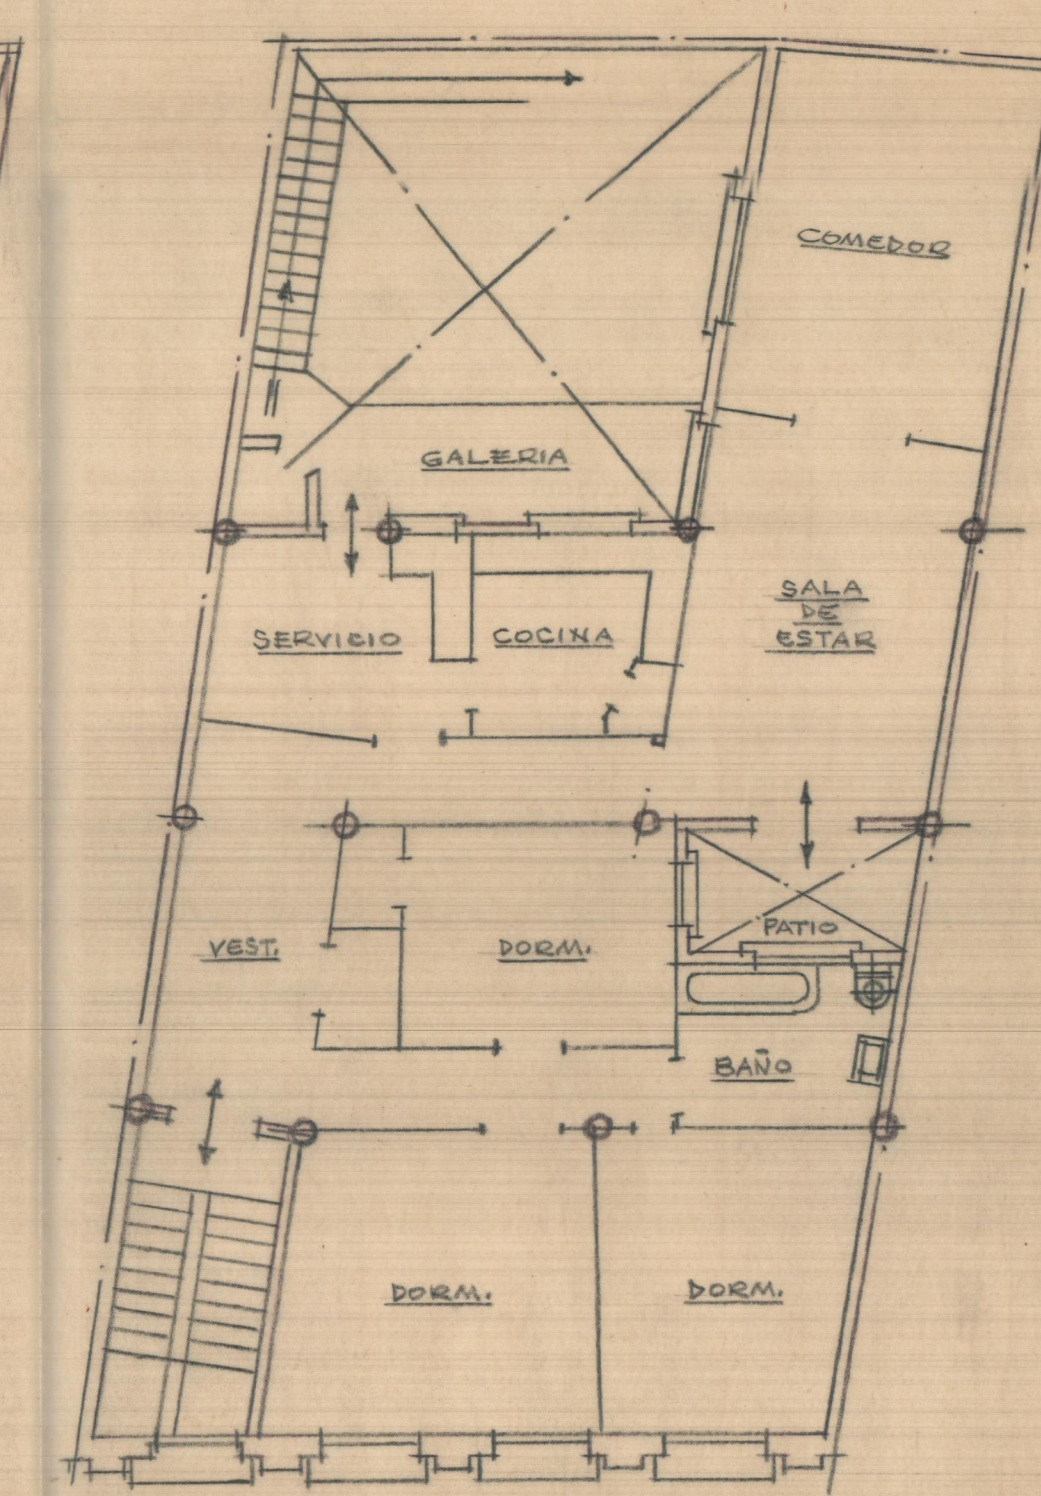 COMEDOR
GALERIA
SALA
DE
ESTAR
SERVICIO
COCINA
PATIO
VEST.
DORM.
BAÑO
DORM.
DORM.